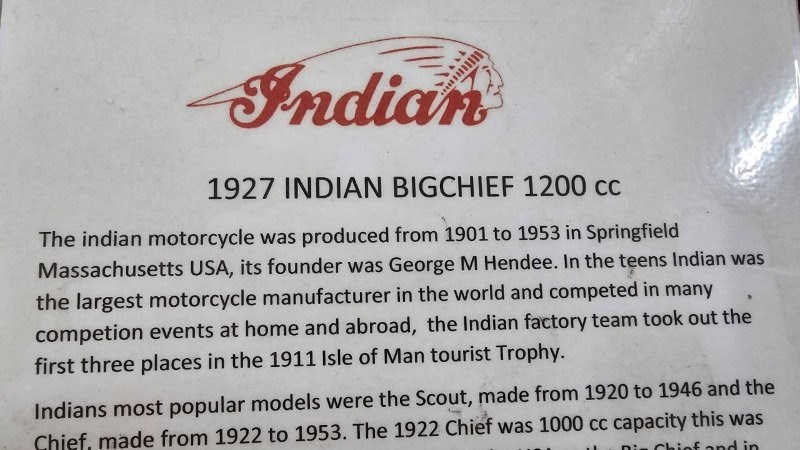 Indian
1927 INDIAN BIGCHIEF 1200 cc
The indian motorcycle was produced from 1901 to 1953 in Springfield
Massachusetts USA, its founder was George M Hendee. In the teens Indian was
the largest motorcycle manufacturer in the world and competed in many
competion events at home and abroad, the Indian factory team took out the
first three places in the 1911 Isle of Man tourist Trophy.
Indians most popular models were the Scout, made from 1920 to 1946 and the
Chief, made from 1922 to 1953. The 1922 Chief was 1000 cc capacity this was
Big Chief and in